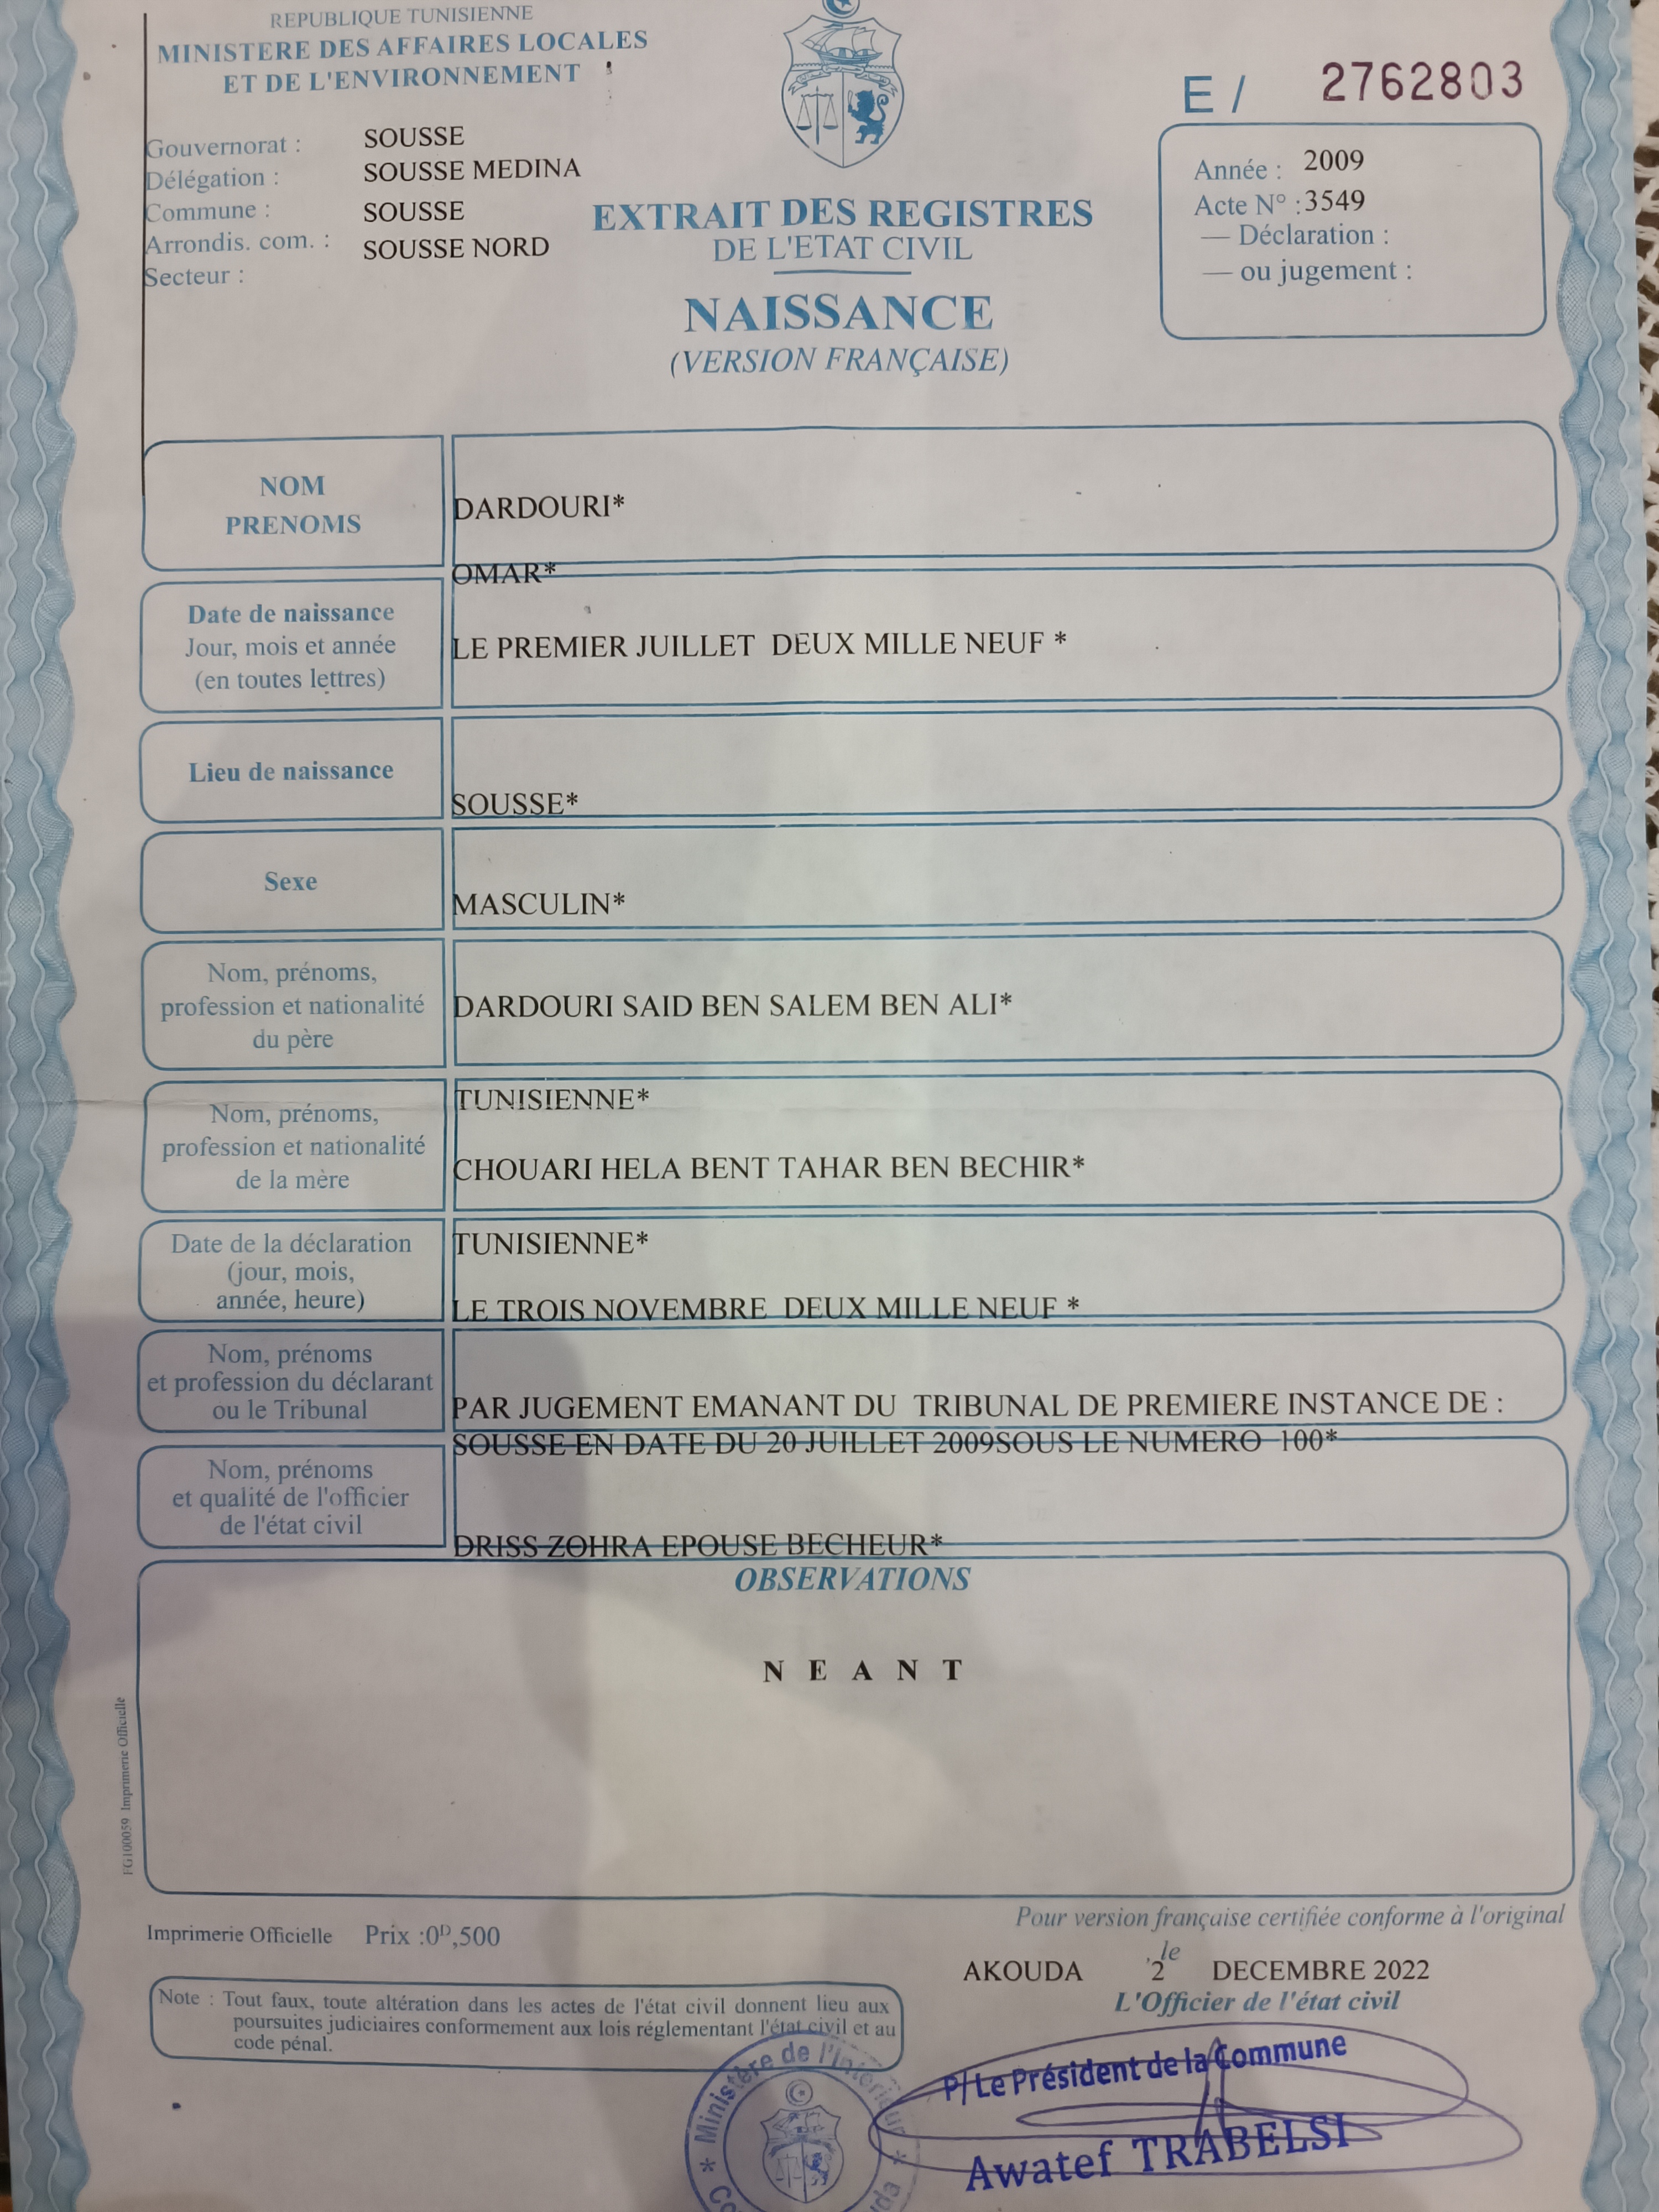 REPUBLIQUE TUNISIENNE
MINISTERE DES AFFAIRES LOCALES
ET DE L'ENVIRONNEMENT
E / 2762803
Gouvernorat : SOUSSE
Délégation : SOUSSE MEDINA
Commune : SOUSSE
Arrondis. com. : SOUSSE NORD
Secteur :
EXTRAIT DES REGISTRES
DE L'ETAT CIVIL
NAISSANCE
(VERSION FRANÇAISE)
Année : 2009
Acte N° : 3549
— Déclaration :
— ou jugement :
NOM
PRENOMS
DARDOURI*
OMAR*
Date de naissance
Jour, mois et année
(en toutes lettres)
LE PREMIER JUILLET DEUX MILLE NEUF *
Lieu de naissance
SOUSSE*
Sexe
MASCULIN*
Nom, prénoms,
profession et nationalité
du père
DARDOURI SAID BEN SALEM BEN ALI*
TUNISIENNE*
Nom, prénoms,
profession et nationalité
de la mère
CHOUARI HELA BENT TAHAR BEN BECHIR*
TUNISIENNE*
Date de la déclaration
(jour, mois,
année, heure)
LE TROIS NOVEMBRE DEUX MILLE NEUF *
Nom, prénoms
et profession du déclarant
ou le Tribunal
PAR JUGEMENT EMANANT DU TRIBUNAL DE PREMIERE INSTANCE DE :
SOUSSE EN DATE DU 20 JUILLET 2009SOUS LE NUMERO 100*
Nom, prénoms
et qualité de l'officier
de l'état civil
DRISS ZOHRA EPOUSE BECHEUR*
OBSERVATIONS
N E A N T
FG100059 Imprimerie Officielle
Imprimerie Officielle Prix :0ᴰ,500
Pour version française certifiée conforme à l'original
AKOUDA le 2 DECEMBRE 2022
L'Officier de l'état civil
Note : Tout faux, toute altération dans les actes de l'état civil donnent lieu aux
poursuites judiciaires conformement aux lois réglementant l'état civil et au
code pénal.
P/ Le Président de la Commune
Awatef TRABELSI
* Ministère de l'Intérieur *